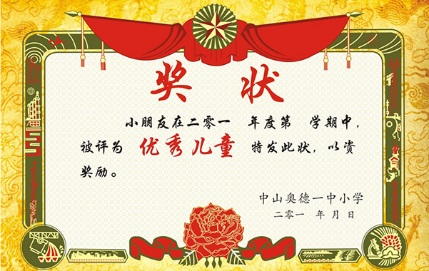 奖 状
小朋友在二零一 年度第 学期中，
被评为 优秀儿童 特发此状，以资
奖励。
中山奥德一中小学
二零一 年 月 日